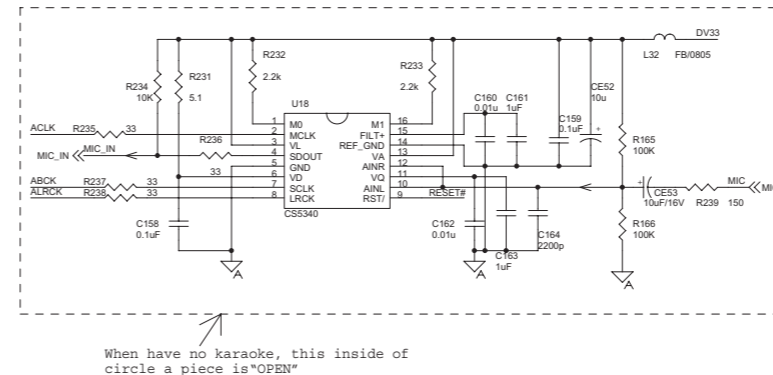 DV33
L32 FB/0805
R232
2.2k
R233
2.2k
R234
10K
R231
5.1
U18
C160
0.01u
C161
1uF
CE52
10u
C159
0.1uF
R165
100K
1 M0
2 MCLK
3 VL
4 SDOUT
5 GND
6 VD
7 SCLK
8 LRCK
M1 16
FILT+ 15
REF_GND 14
VA 13
AINR 12
VQ 11
AINL 10
RST/ 9
CS5340
ACLK R235 33
MIC_IN MIC_IN
R236
33
ABCK R237 33
ALRCK R238 33
RESET#
C158
0.1uF
C162
0.01u
C163
1uF
C164
2200p
+
+
CE53
10uF/16V
R239 150
MIC
R166
100K
A
A
A
When have no karaoke, this inside of
circle a piece is"OPEN"